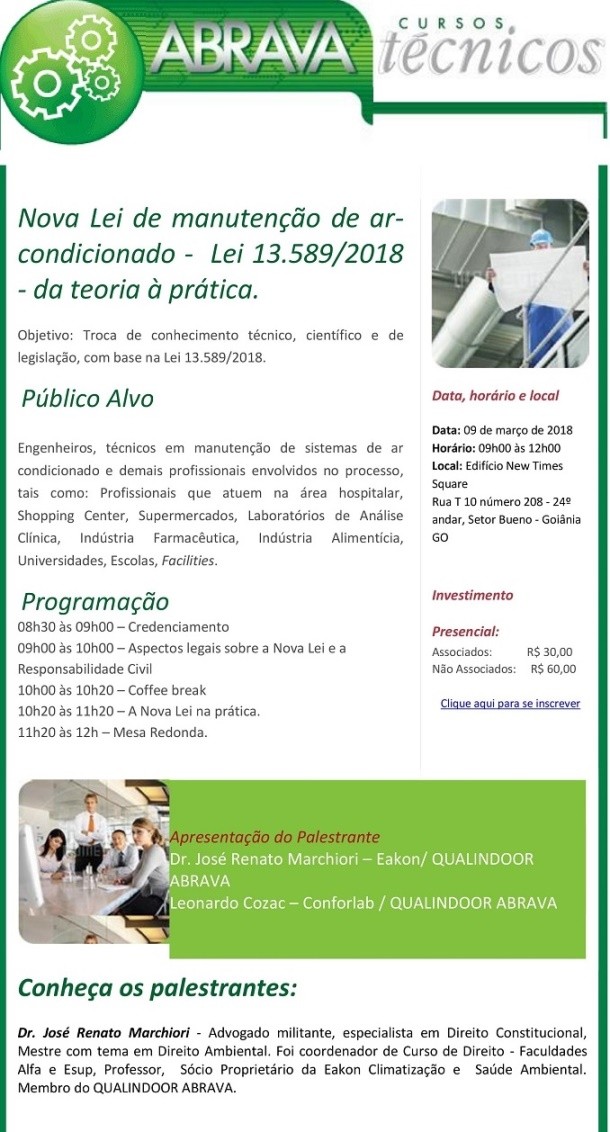 ABRAVA
CURSOS
técnicos
Nova Lei de manutenção de ar-
condicionado - Lei 13.589/2018
- da teoria à prática.
Objetivo: Troca de conhecimento técnico, científico e de
legislação, com base na Lei 13.589/2018.
Público Alvo
Engenheiros, técnicos em manutenção de sistemas de ar
condicionado e demais profissionais envolvidos no processo,
tais como: Profissionais que atuem na área hospitalar,
Shopping Center, Supermercados, Laboratórios de Análise
Clínica, Indústria Farmacêutica, Indústria Alimentícia,
Universidades, Escolas, Facilities.
Programação
08h30 às 09h00 – Credenciamento
09h00 às 10h00 – Aspectos legais sobre a Nova Lei e a
Responsabilidade Civil
10h00 às 10h20 – Coffee break
10h20 às 11h20 – A Nova Lei na prática.
11h20 às 12h – Mesa Redonda.
Data, horário e local
Data: 09 de março de 2018
Horário: 09h00 às 12h00
Local: Edifício New Times
Square
Rua T 10 número 208 - 24º
andar, Setor Bueno - Goiânia
GO
Investimento
Presencial:
Associados: R$ 30,00
Não Associados: R$ 60,00
Clique aqui para se inscrever
Apresentação do Palestrante
Dr. José Renato Marchiori – Eakon/ QUALINDOOR
ABRAVA
Leonardo Cozac – Conforlab / QUALINDOOR ABRAVA
Conheça os palestrantes:
Dr. José Renato Marchiori - Advogado militante, especialista em Direito Constitucional,
Mestre com tema em Direito Ambiental. Foi coordenador de Curso de Direito - Faculdades
Alfa e Esup, Professor, Sócio Proprietário da Eakon Climatização e Saúde Ambiental.
Membro do QUALINDOOR ABRAVA.